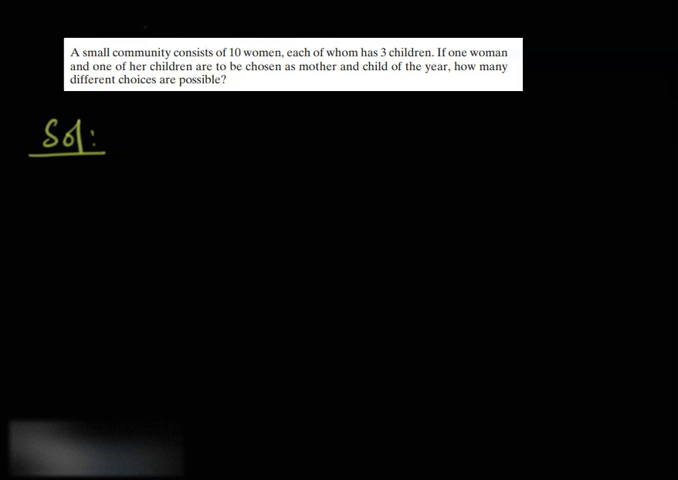 A small community consists of 10 women, each of whom has 3 children. If one woman
and one of her children are to be chosen as mother and child of the year, how many
different choices are possible?
Sol: